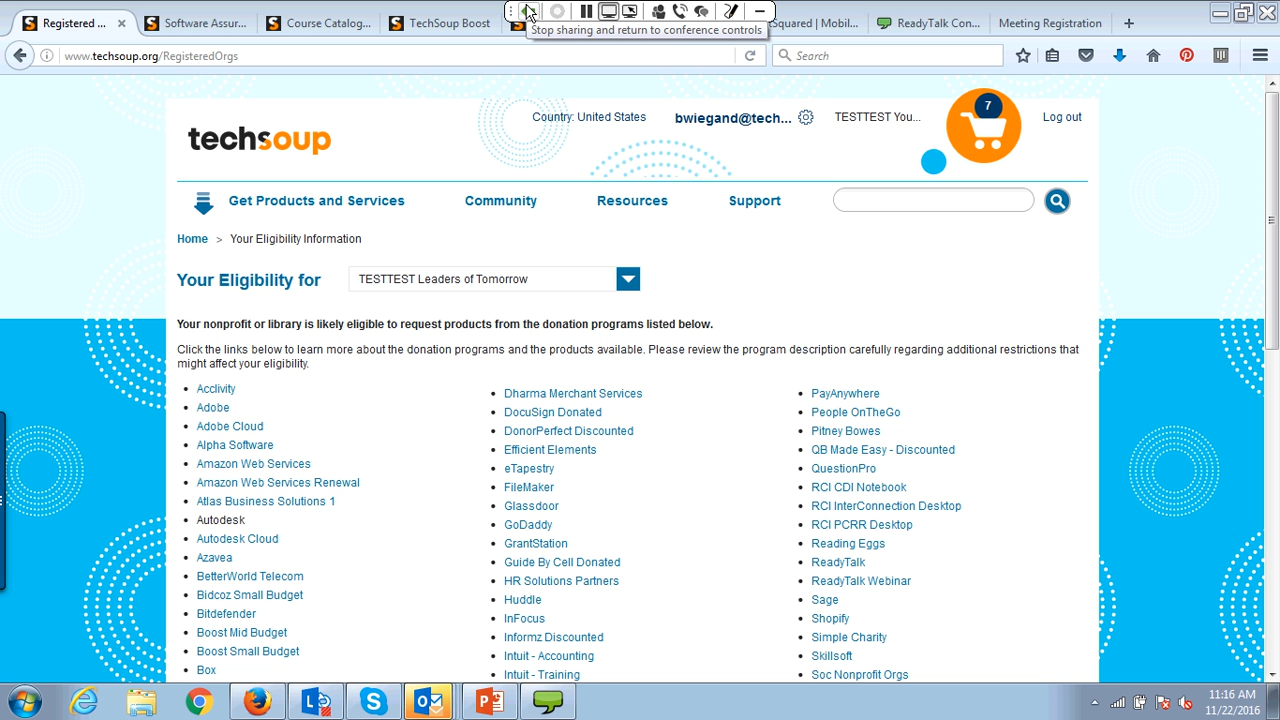 Registered ...
Software Assur...
Course Catalog...
TechSoup Boost
Squared | Mobil...
ReadyTalk Con...
Meeting Registration
Stop sharing and return to conference controls
www.techsoup.org/RegisteredOrgs
Search
techsoup
Country: United States
bwiegand@tech...
TESTTEST You...
7
Log out
Get Products and Services
Community
Resources
Support
Home > Your Eligibility Information
Your Eligibility for
TESTTEST Leaders of Tomorrow
Your nonprofit or library is likely eligible to request products from the donation programs listed below.
Click the links below to learn more about the donation programs and the products available. Please review the program description carefully regarding additional restrictions that
might affect your eligibility.
Acclivity
Adobe
Adobe Cloud
Alpha Software
Amazon Web Services
Amazon Web Services Renewal
Atlas Business Solutions 1
Autodesk
Autodesk Cloud
Azavea
BetterWorld Telecom
Bidcoz Small Budget
Bitdefender
Boost Mid Budget
Boost Small Budget
Box
Dharma Merchant Services
DocuSign Donated
DonorPerfect Discounted
Efficient Elements
eTapestry
FileMaker
Glassdoor
GoDaddy
GrantStation
Guide By Cell Donated
HR Solutions Partners
Huddle
InFocus
Informz Discounted
Intuit - Accounting
Intuit - Training
PayAnywhere
People OnTheGo
Pitney Bowes
QB Made Easy - Discounted
QuestionPro
RCI CDI Notebook
RCI InterConnection Desktop
RCI PCRR Desktop
Reading Eggs
ReadyTalk
ReadyTalk Webinar
Sage
Shopify
Simple Charity
Skillsoft
Soc Nonprofit Orgs
11:16 AM
11/22/2016